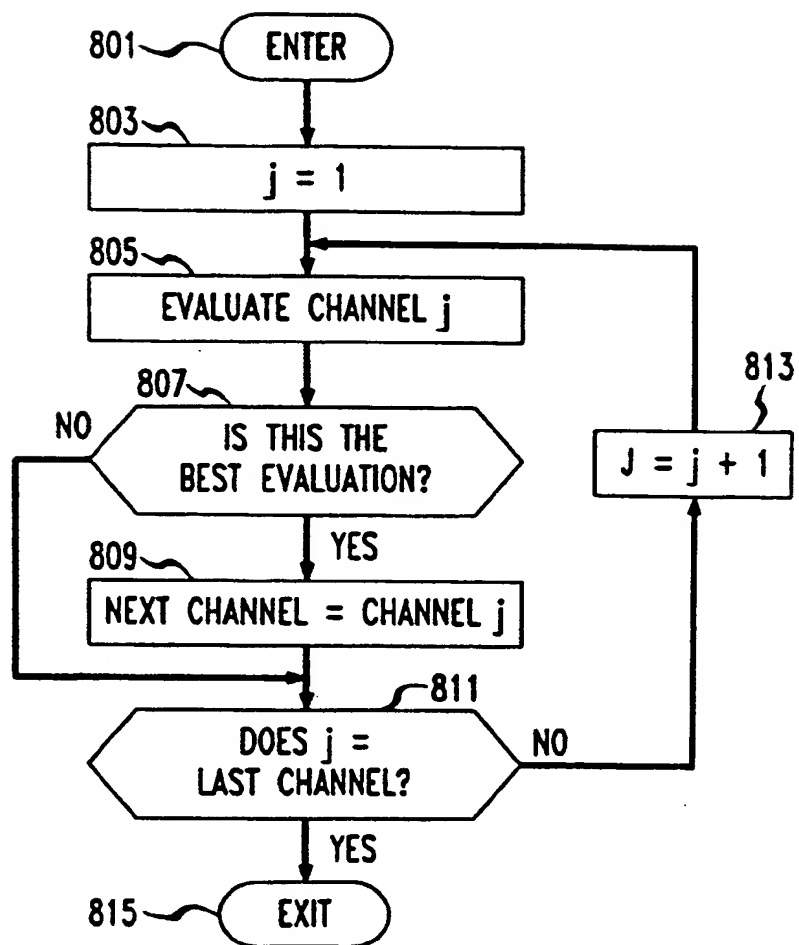 801
ENTER
803
j = 1
805
EVALUATE CHANNEL j
807
NO
IS THIS THE
BEST EVALUATION?
813
J = j + 1
YES
809
NEXT CHANNEL = CHANNEL j
811
DOES j =
LAST CHANNEL?
NO
YES
815
EXIT